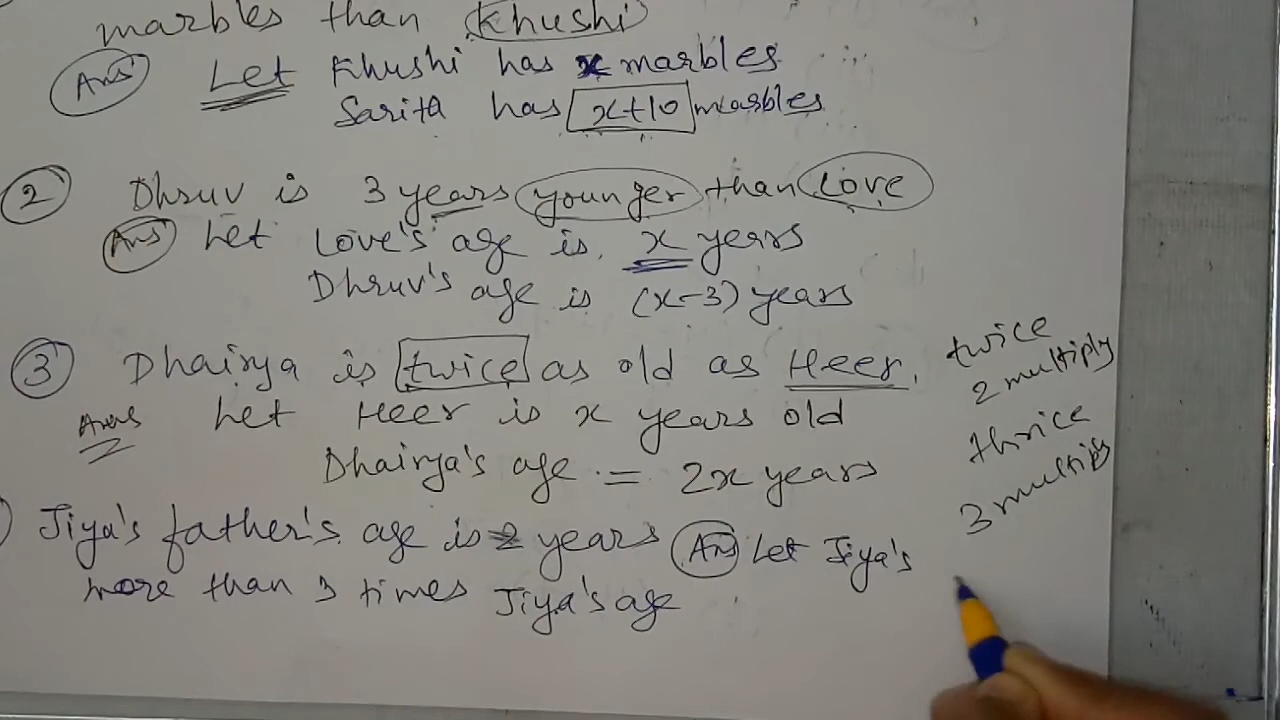 marbles than Khushi
Ans Let Khushi has x marbles
Sarita has x+10 marbles
2 Dhruv is 3 years younger than Love
Ans Let Love's age is x years
Dhruv's age is (x-3) years
3 Dhairya is twice as old as Heer.
Ans Let Heer is x years old
Dhairya's age = 2x years
twice
2 multiply
thrice
3 multiply
Jiya's father's age is 2 years
more than 3 times Jiya's age
Ans Let Jiya's